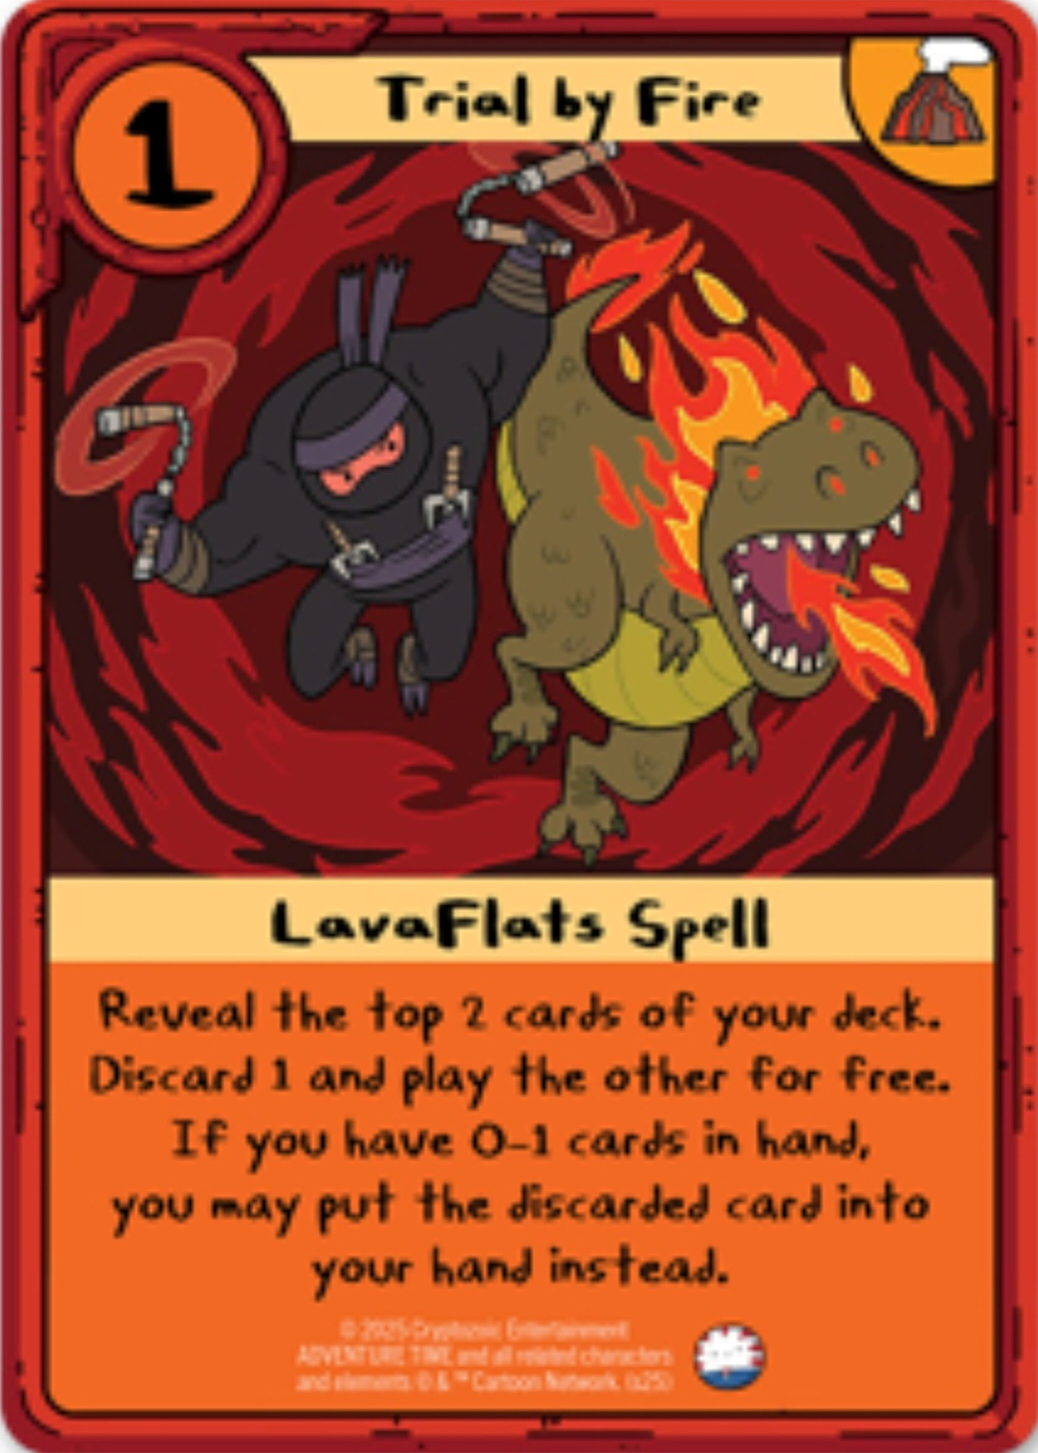 1
Trial by Fire
LavaFlats Spell
Reveal the top 2 cards of your deck.
Discard 1 and play the other for free.
If you have 0-1 cards in hand,
you may put the discarded card into
your hand instead.
© 2025 Cryptozoic Entertainment
ADVENTURE TIME and all related characters
and elements © & ™ Cartoon Network. (s25)